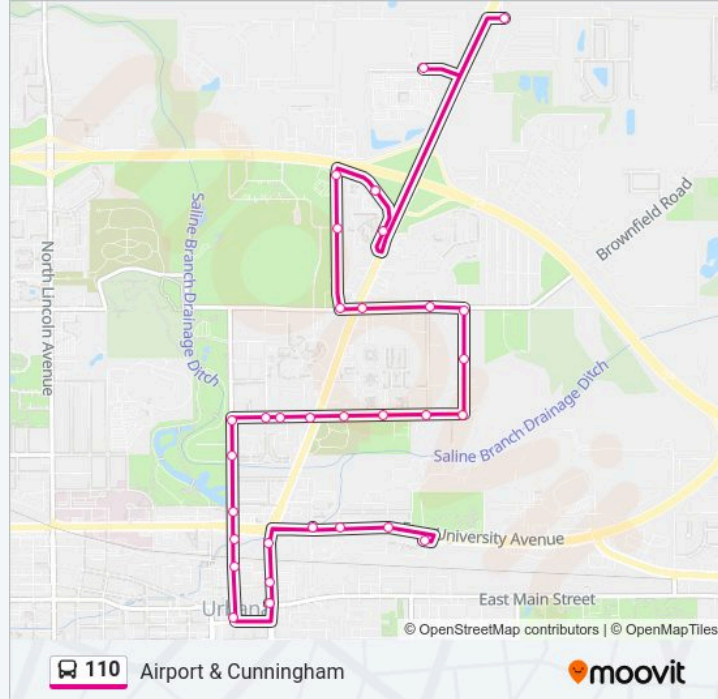 Brownfield Road
Saline Branch Drainage Ditch
North Lincoln Avenue
Saline Branch Drainage Ditch
University Avenue
East Main Street
Urbana
© OpenStreetMap contributors | © OpenMapTiles
110 Airport & Cunningham
moovit